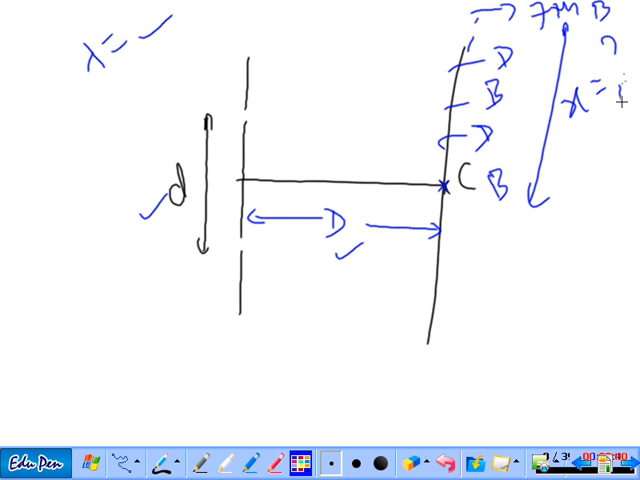 λ = ✓
7th B
?
D
B
x =
D
C B
✓ d
D
✓
Edu Pen